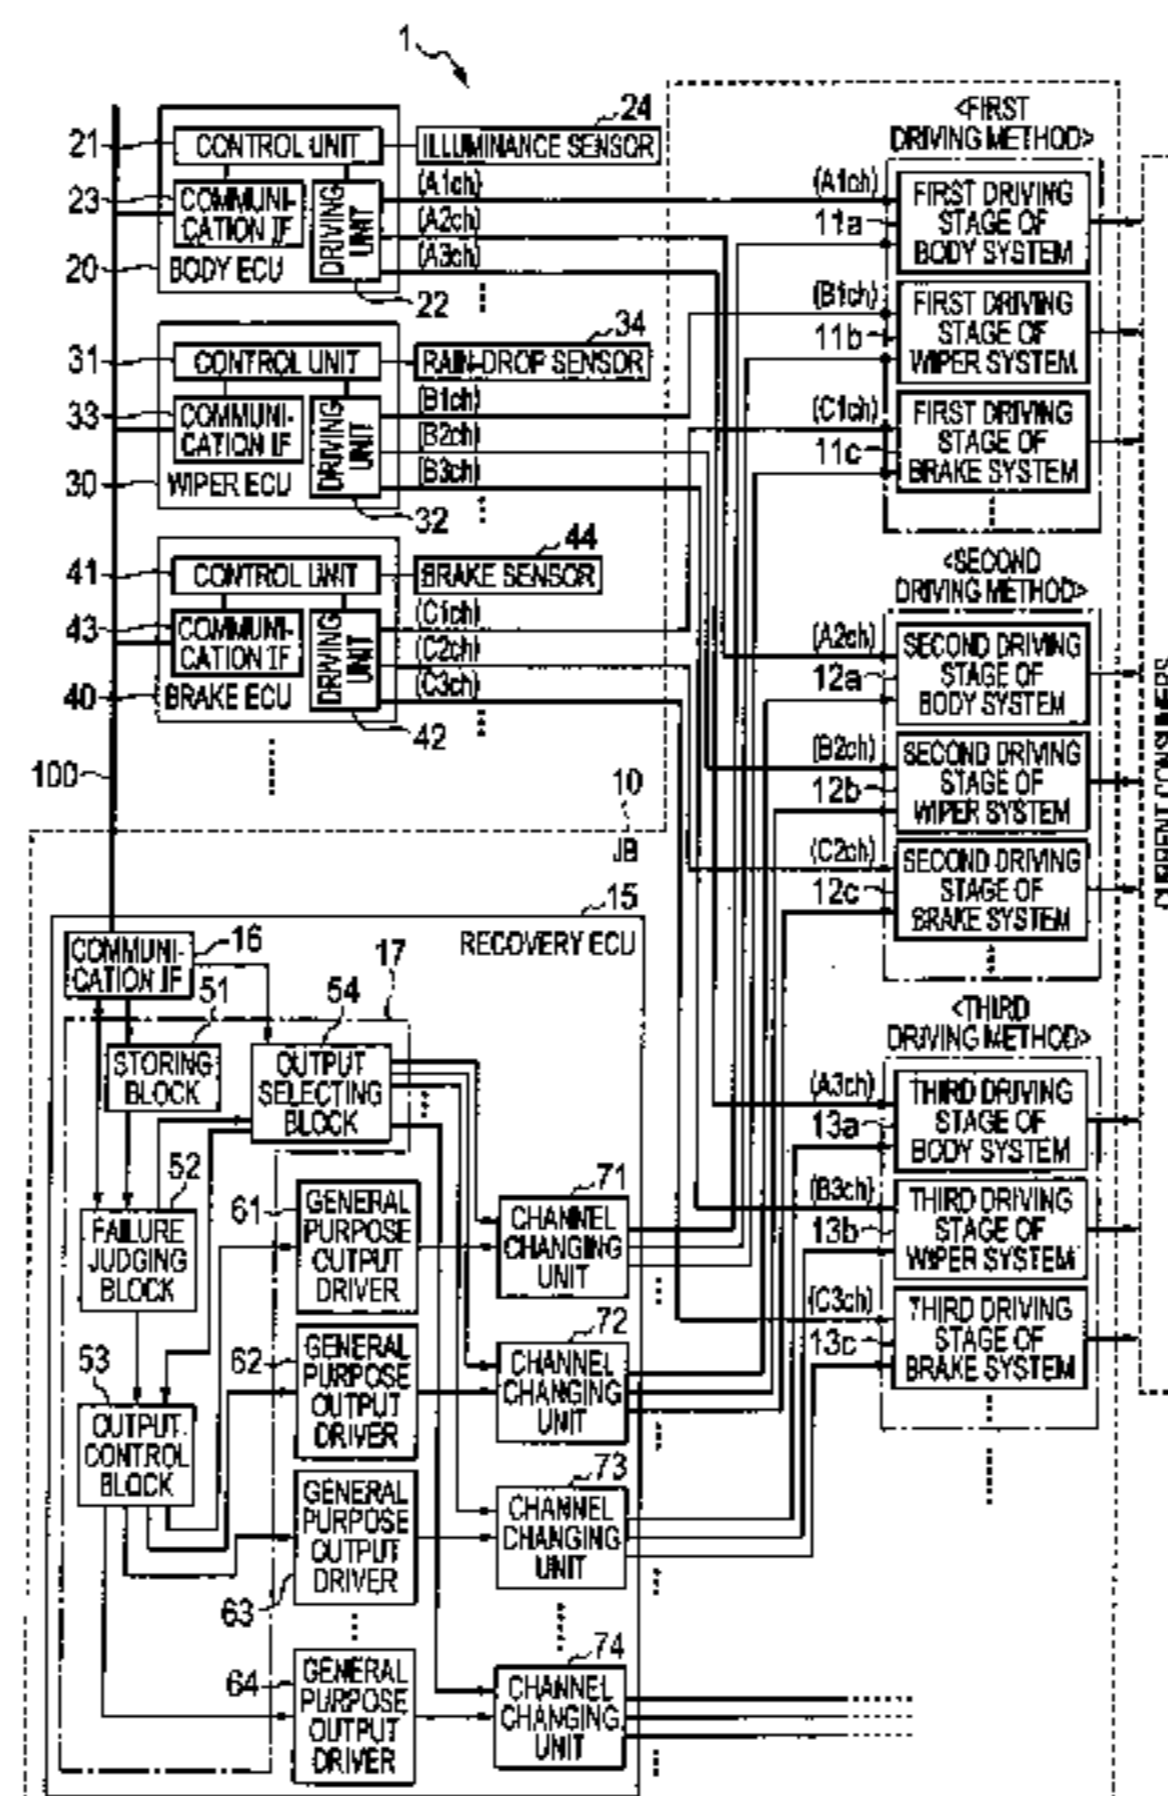 1
24
21
CONTROL UNIT
ILLUMINANCE SENSOR
23
COMMUNI-
CATION IF
DRIVING
UNIT
(A1ch)
(A2ch)
(A3ch)
20
BODY ECU
22
34
31
CONTROL UNIT
RAIN-DROP SENSOR
33
COMMUNI-
CATION IF
DRIVING
UNIT
(B1ch)
(B2ch)
(B3ch)
30
WIPER ECU
32
44
41
CONTROL UNIT
BRAKE SENSOR
43
COMMUNI-
CATION IF
DRIVING
UNIT
(C1ch)
(C2ch)
(C3ch)
40
BRAKE ECU
42
100
10
JB
<FIRST
DRIVING METHOD>
(A1ch)
11a
FIRST DRIVING
STAGE OF
BODY SYSTEM
(B1ch)
11b
FIRST DRIVING
STAGE OF
WIPER SYSTEM
(C1ch)
11c
FIRST DRIVING
STAGE OF
BRAKE SYSTEM
<SECOND
DRIVING METHOD>
(A2ch)
12a
SECOND DRIVING
STAGE OF
BODY SYSTEM
(B2ch)
12b
SECOND DRIVING
STAGE OF
WIPER SYSTEM
(C2ch)
12c
SECOND DRIVING
STAGE OF
BRAKE SYSTEM
<THIRD
DRIVING METHOD>
(A3ch)
13a
THIRD DRIVING
STAGE OF
BODY SYSTEM
(B3ch)
13b
THIRD DRIVING
STAGE OF
WIPER SYSTEM
(C3ch)
13c
THIRD DRIVING
STAGE OF
BRAKE SYSTEM
CURRENT CONSUMERS
15
RECOVERY ECU
16
COMMUNI-
CATION IF
17
51
STORING
BLOCK
54
OUTPUT
SELECTING
BLOCK
52
FAILURE
JUDGING
BLOCK
53
OUTPUT
CONTROL
BLOCK
61
GENERAL
PURPOSE
OUTPUT
DRIVER
71
CHANNEL
CHANGING
UNIT
62
GENERAL
PURPOSE
OUTPUT
DRIVER
72
CHANNEL
CHANGING
UNIT
63
GENERAL
PURPOSE
OUTPUT
DRIVER
73
CHANNEL
CHANGING
UNIT
64
GENERAL
PURPOSE
OUTPUT
DRIVER
74
CHANNEL
CHANGING
UNIT